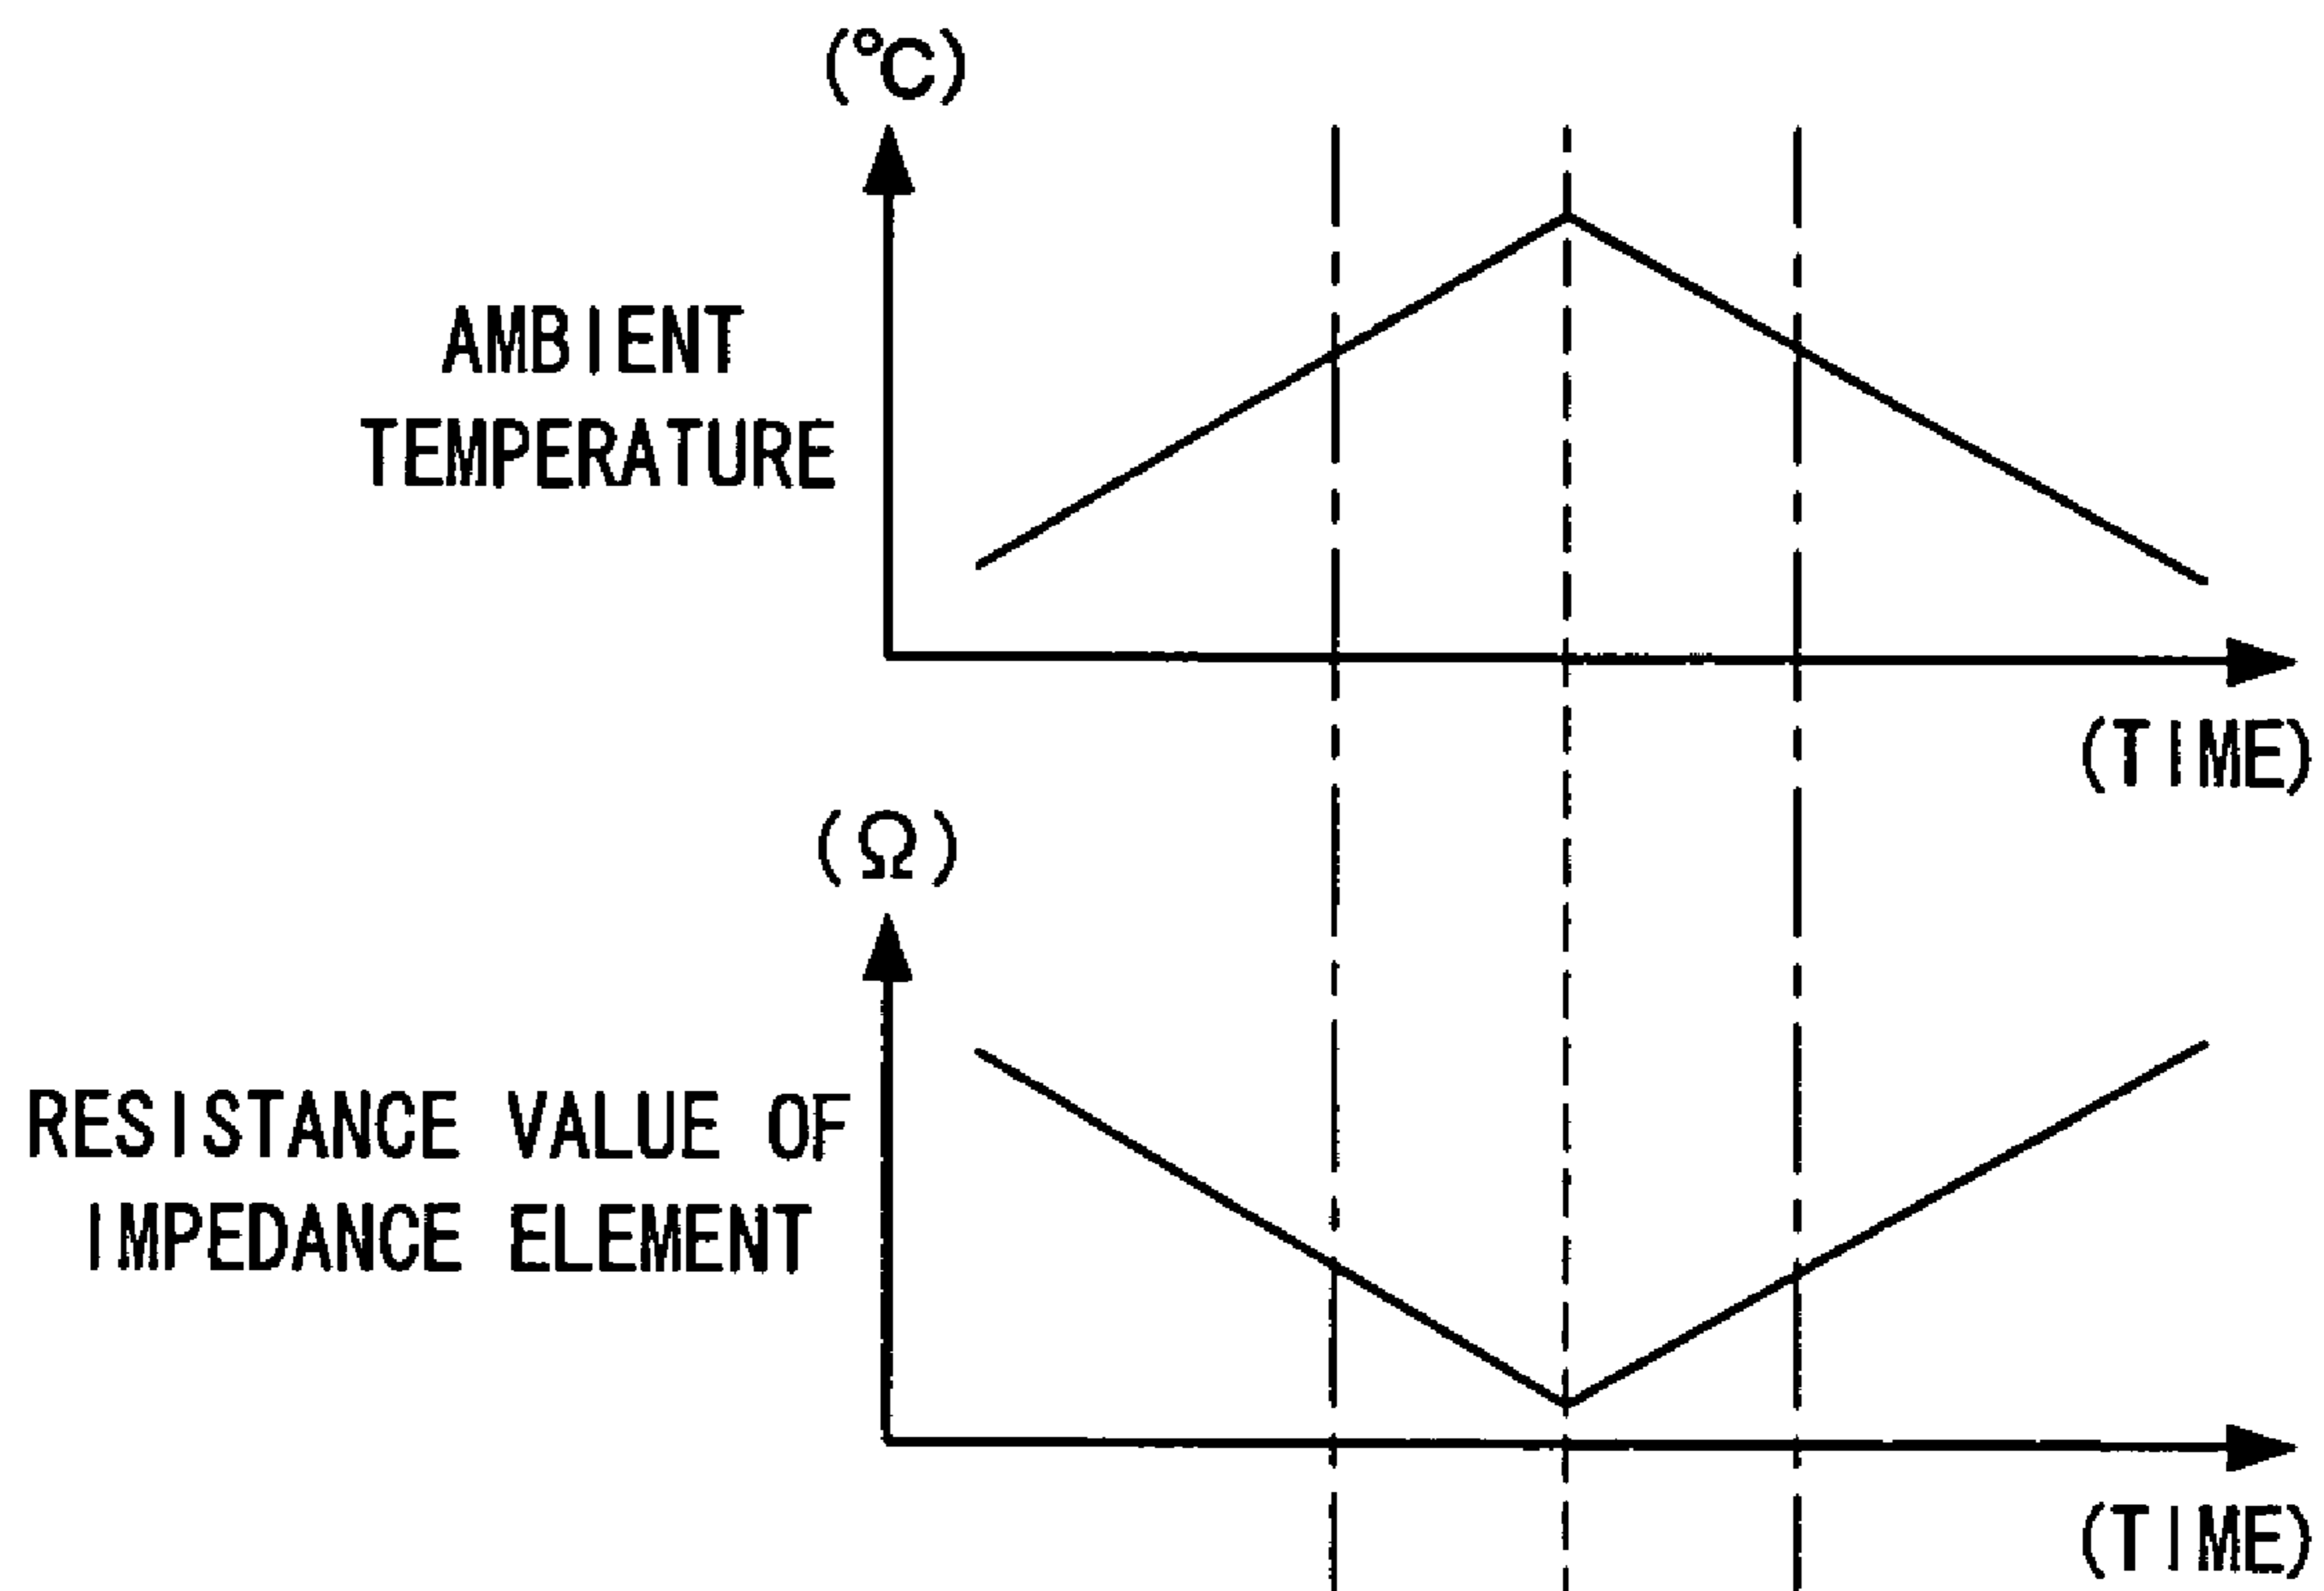 (℃)
AMBIENT
TEMPERATURE
(TIME)
(Ω)
RESISTANCE VALUE OF
IMPEDANCE ELEMENT
(TIME)